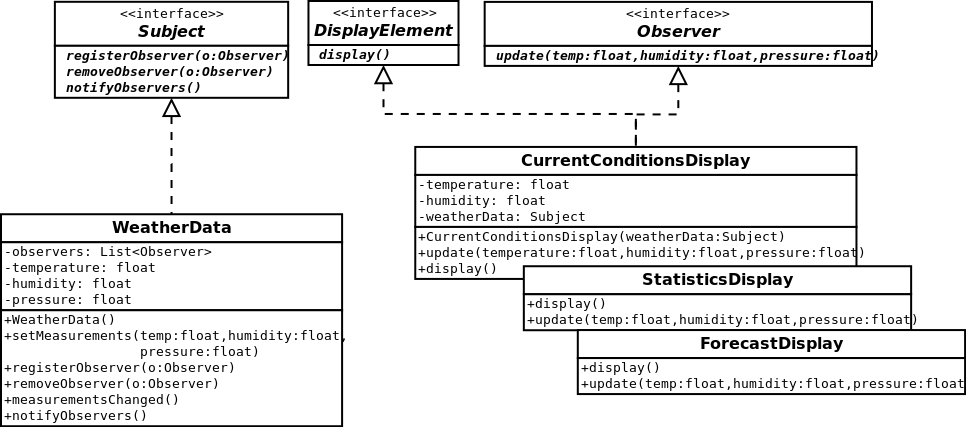 <<interface>>
Subject
registerObserver(o:Observer)
removeObserver(o:Observer)
notifyObservers()
<<interface>>
DisplayElement
display()
<<interface>>
Observer
update(temp:float,humidity:float,pressure:float)
WeatherData
-observers: List<Observer>
-temperature: float
-humidity: float
-pressure: float
+WeatherData()
+setMeasurements(temp:float,humidity:float,
pressure:float)
+registerObserver(o:Observer)
+removeObserver(o:Observer)
+measurementsChanged()
+notifyObservers()
CurrentConditionsDisplay
-temperature: float
-humidity: float
-weatherData: Subject
+CurrentConditionsDisplay(weatherData:Subject)
+update(temperature:float,humidity:float,pressure:float)
+display()
StatisticsDisplay
+display()
+update(temp:float,humidity:float,pressure:float)
ForecastDisplay
+display()
+update(temp:float,humidity:float,pressure:float